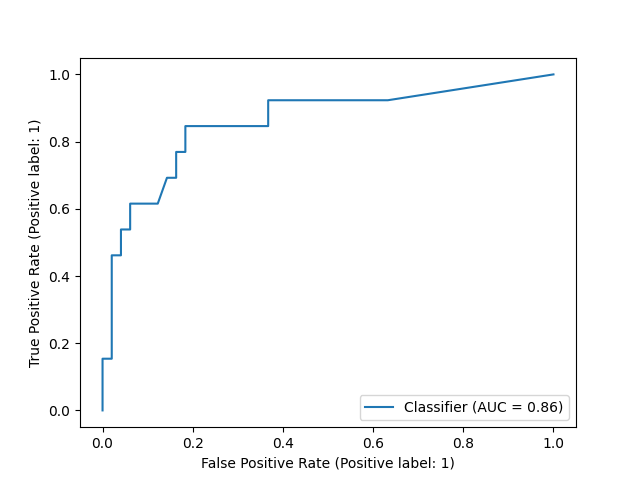 1.0
0.8
0.6
0.4
0.2
0.0
True Positive Rate (Positive label: 1)
Classifier (AUC = 0.86)
0.0 0.2 0.4 0.6 0.8 1.0
False Positive Rate (Positive label: 1)